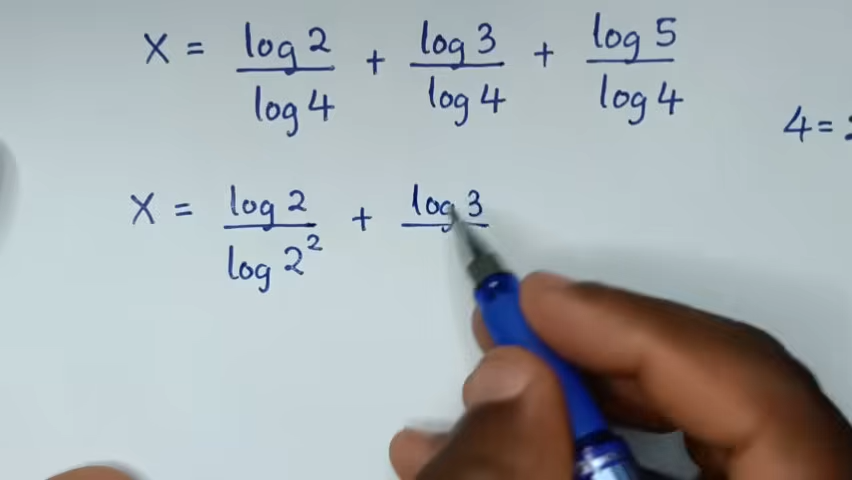 X = log 2 / log 4 + log 3 / log 4 + log 5 / log 4
4 =
X = log 2 / log 2² + log 3